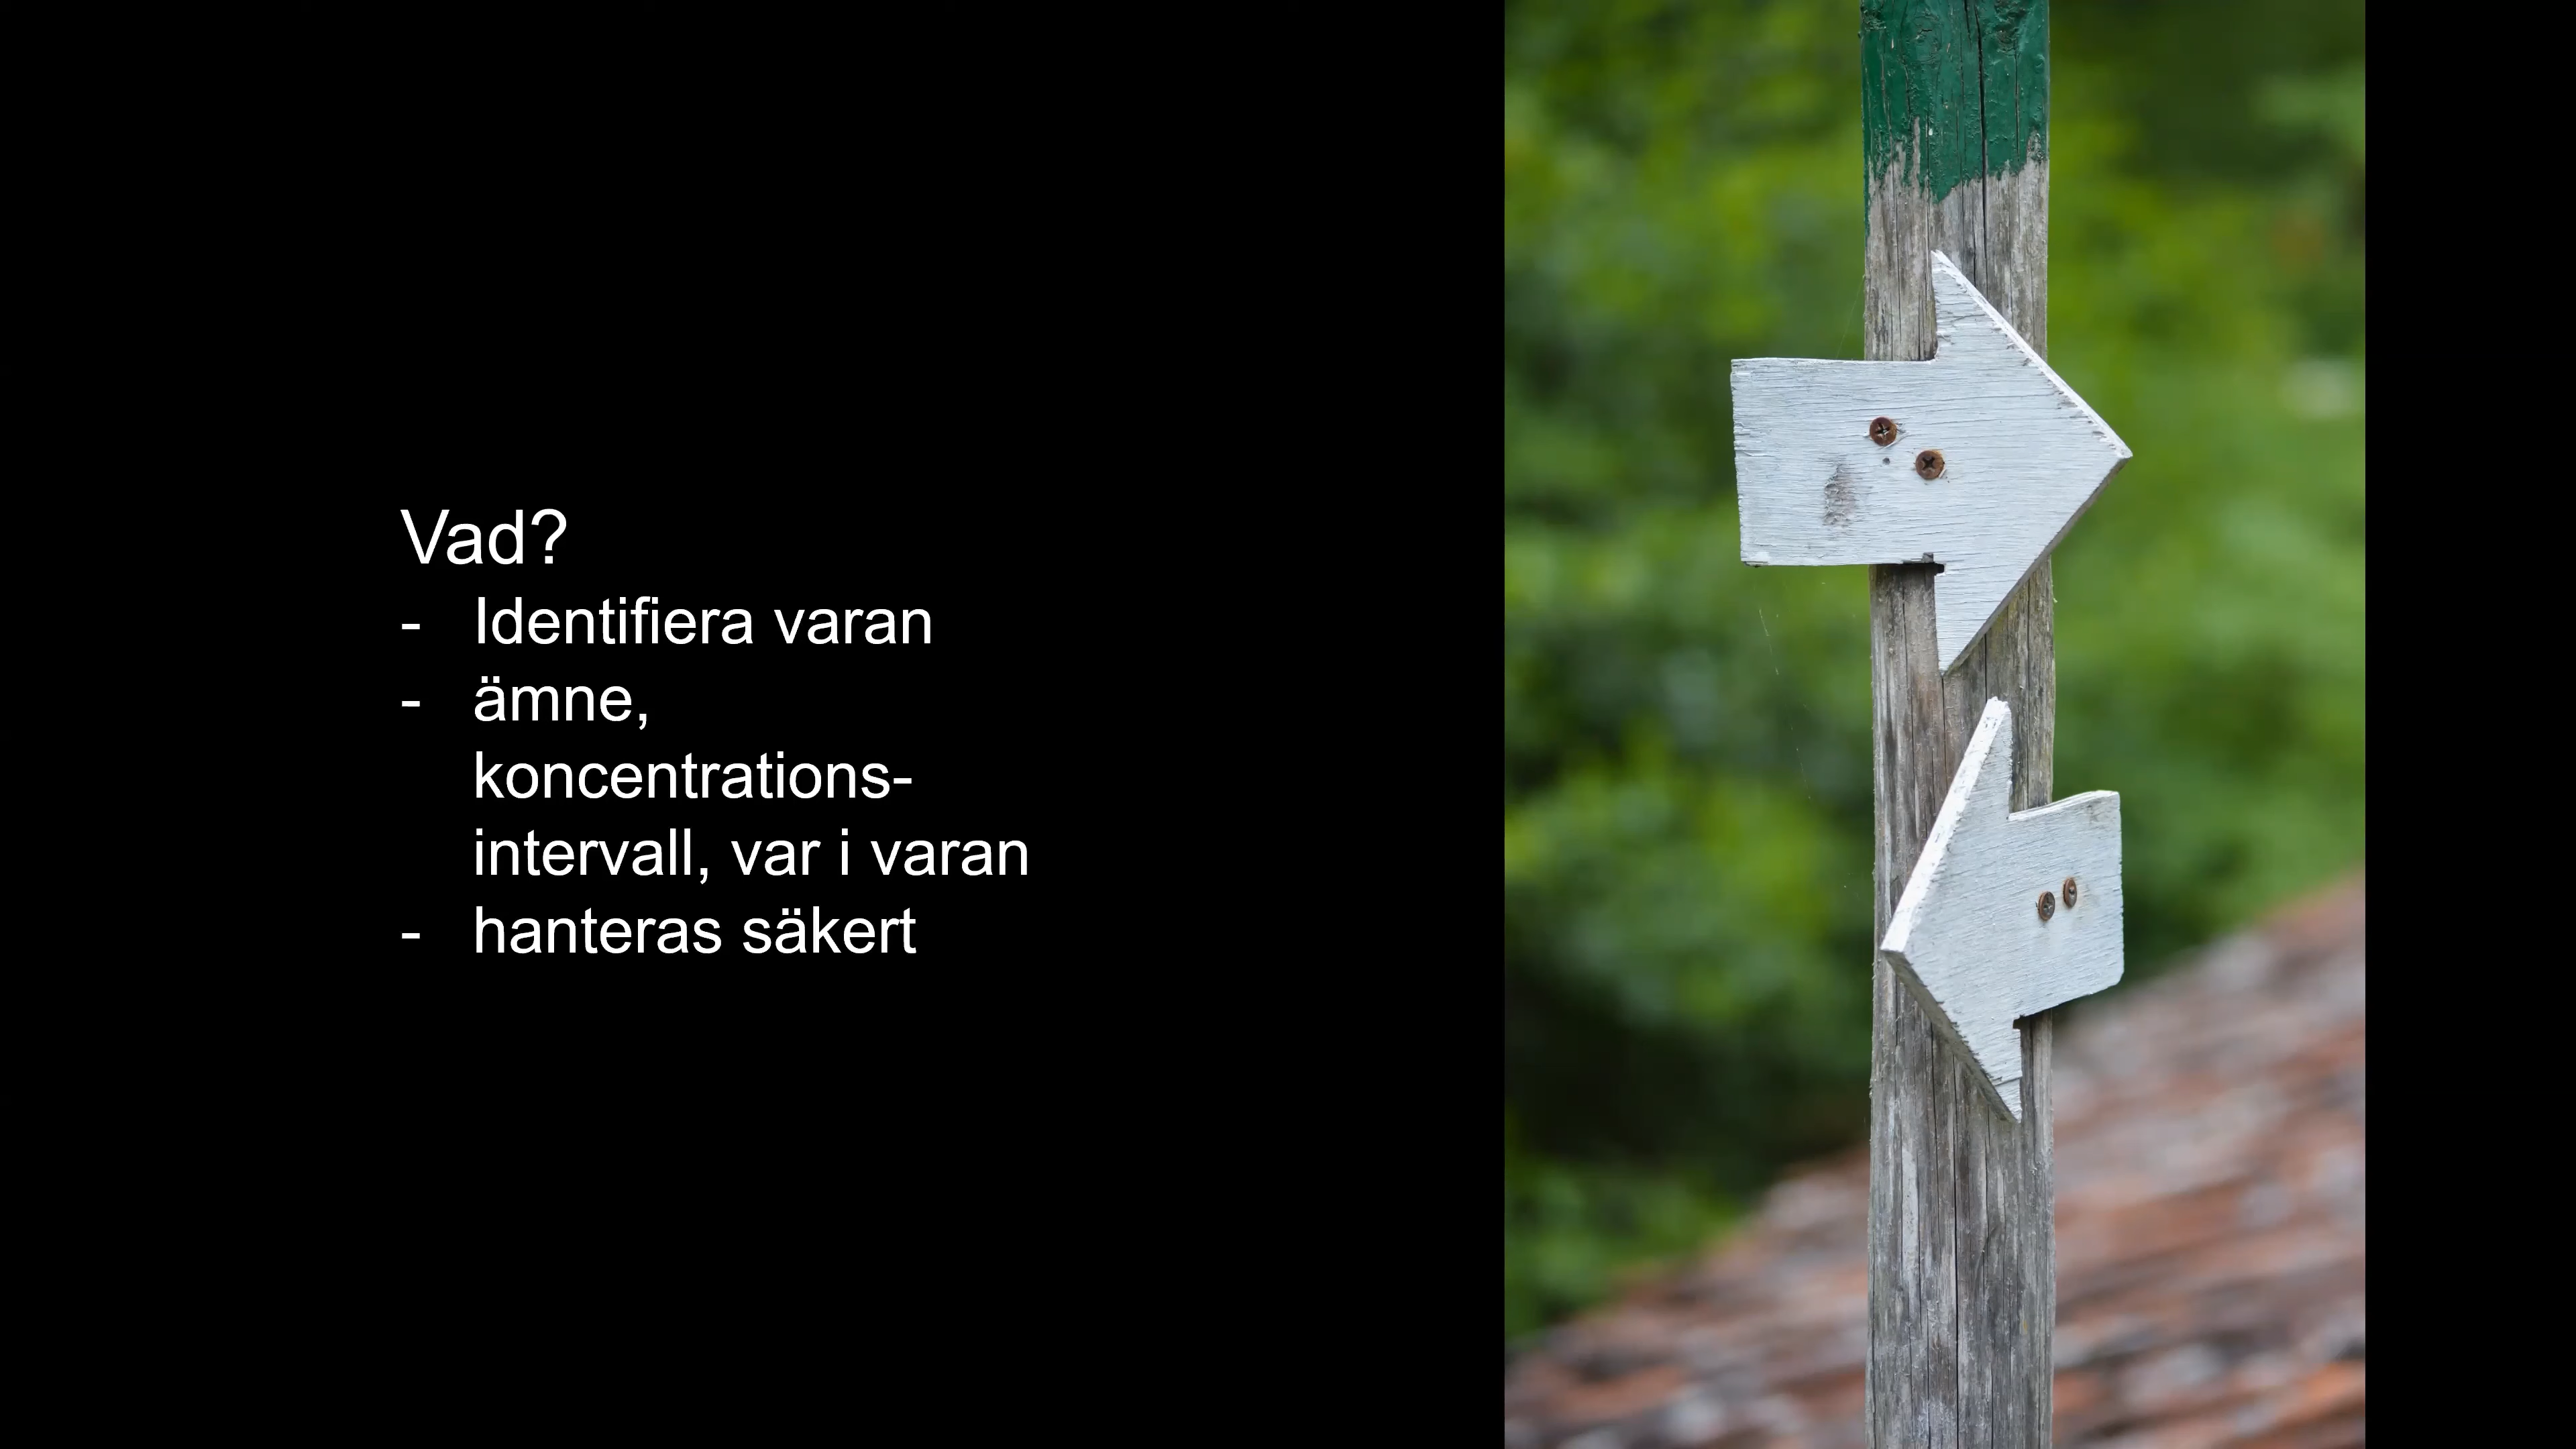 Vad?
- Identifiera varan
- ämne,
koncentrations-
intervall, var i varan
- hanteras säkert